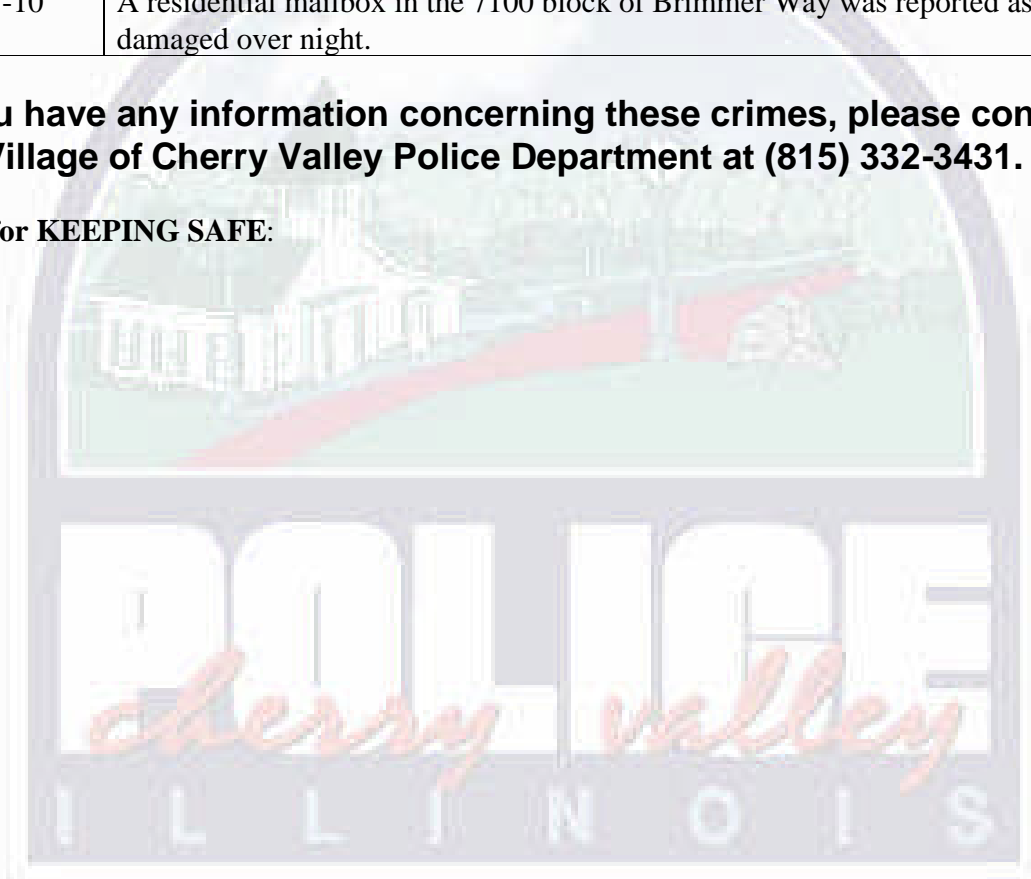 -10 A residential mailbox in the 7100 block of Brimmer Way was reported as
damaged over night.
u have any information concerning these crimes, please con
Village of Cherry Valley Police Department at (815) 332-3431.
for KEEPING SAFE:
POLICE
cherry valley
ILLINOIS